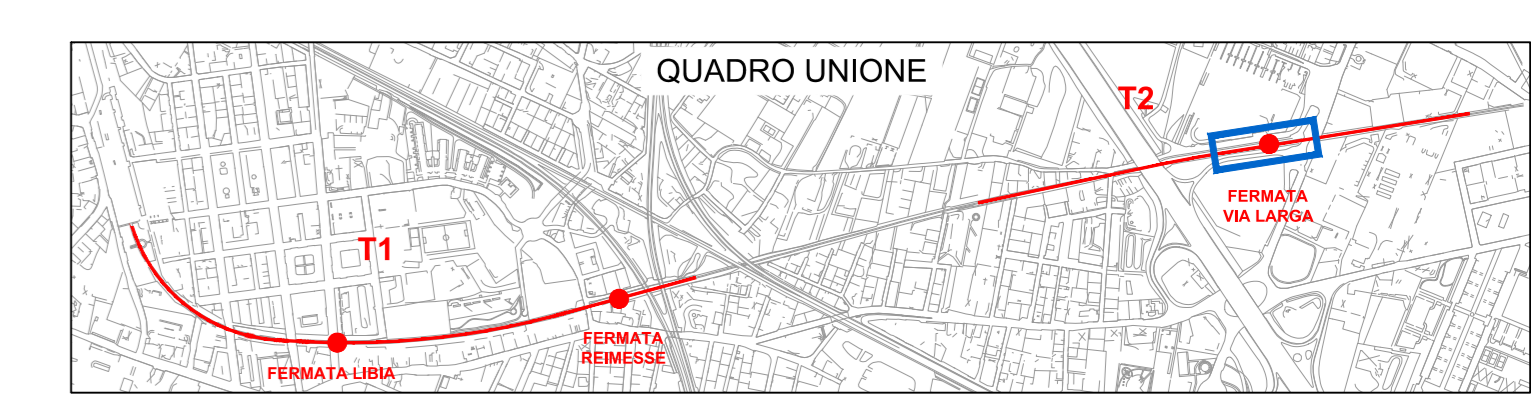 QUADRO UNIONE
T2
FERMATA
VIA LARGA
T1
FERMATA
REIMESSE
FERMATA LIBIA